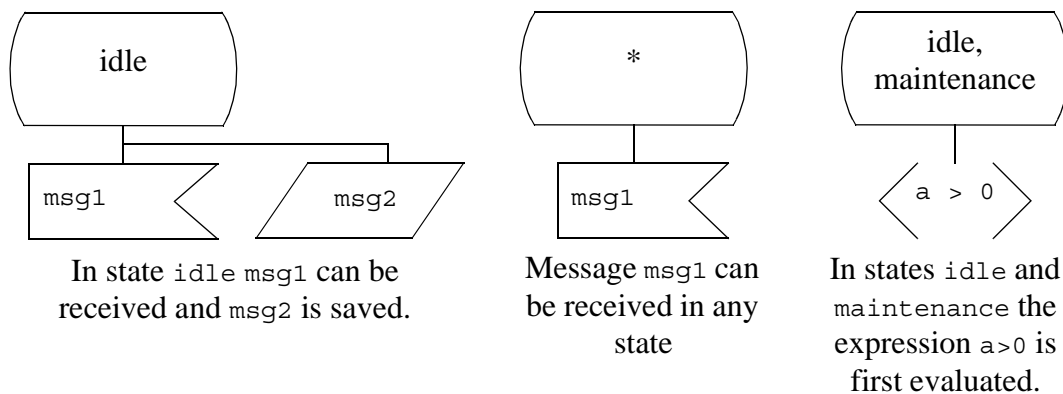 idle
msg1
msg2
In state idle msg1 can be
received and msg2 is saved.
*
msg1
Message msg1 can
be received in any
state
idle,
maintenance
a > 0
In states idle and
maintenance the
expression a>0 is
first evaluated.